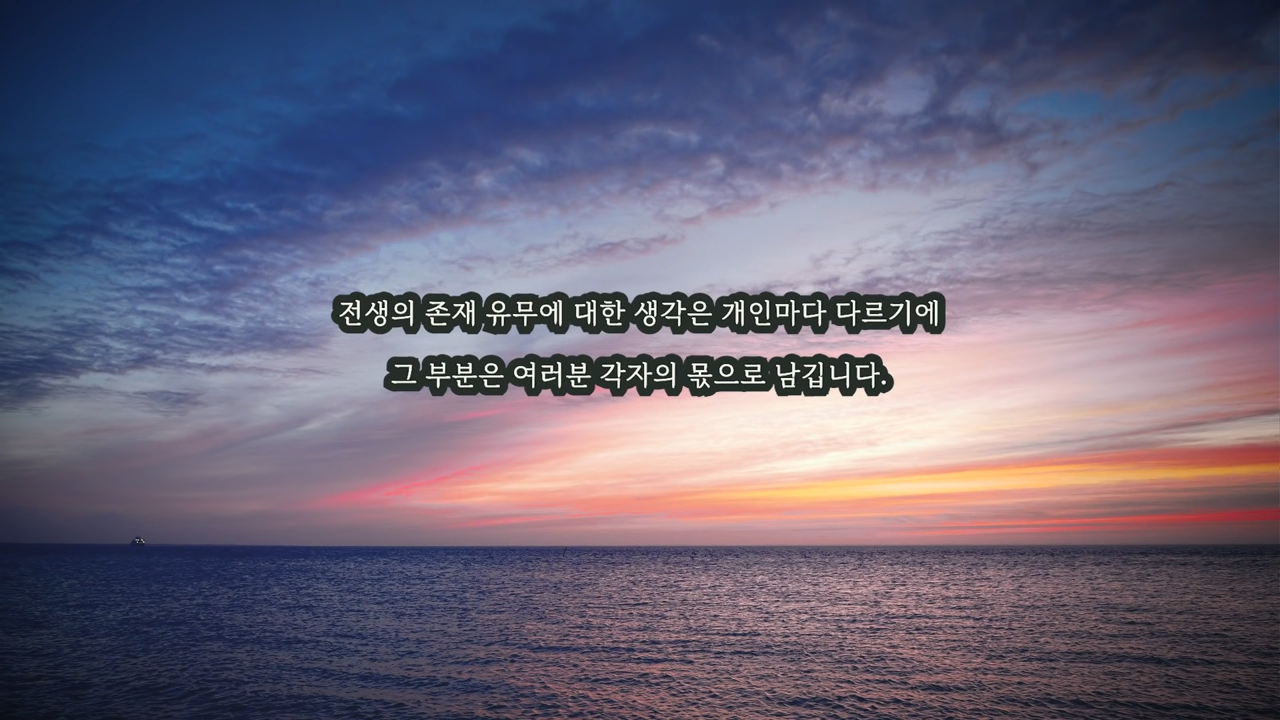 전생의 존재 유무에 대한 생각은 개인마다 다르기에
그 부분은 여러분 각자의 몫으로 남깁니다.